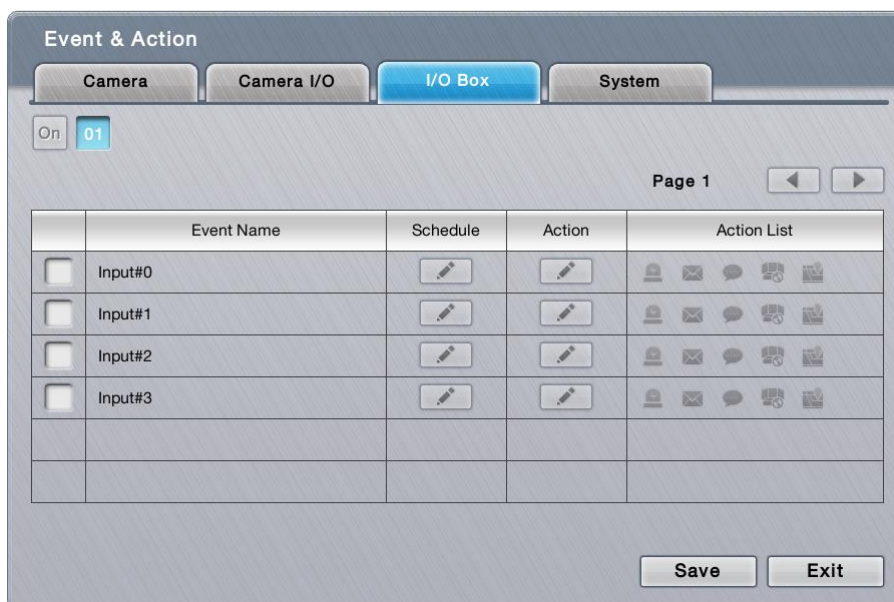 Event & Action
Camera Camera I/O I/O Box System
On 01
Page 1
Event Name Schedule Action Action List
Input#0
Input#1
Input#2
Input#3
Save Exit